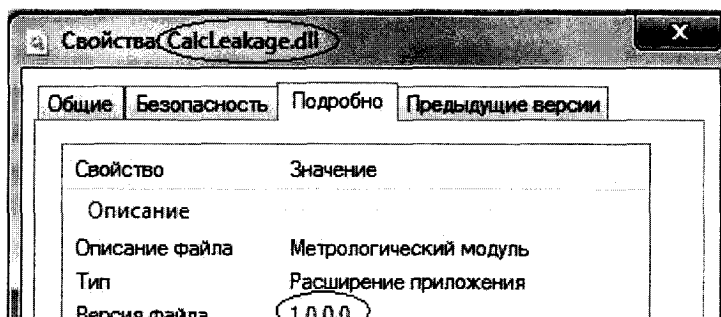 Свойства: CalcLeakage.dll
Общие Безопасность Подробно Предыдущие версии
Свойство Значение
Описание
Описание файла Метрологический модуль
Тип Расширение приложения
Версия файла 1.0.0.0